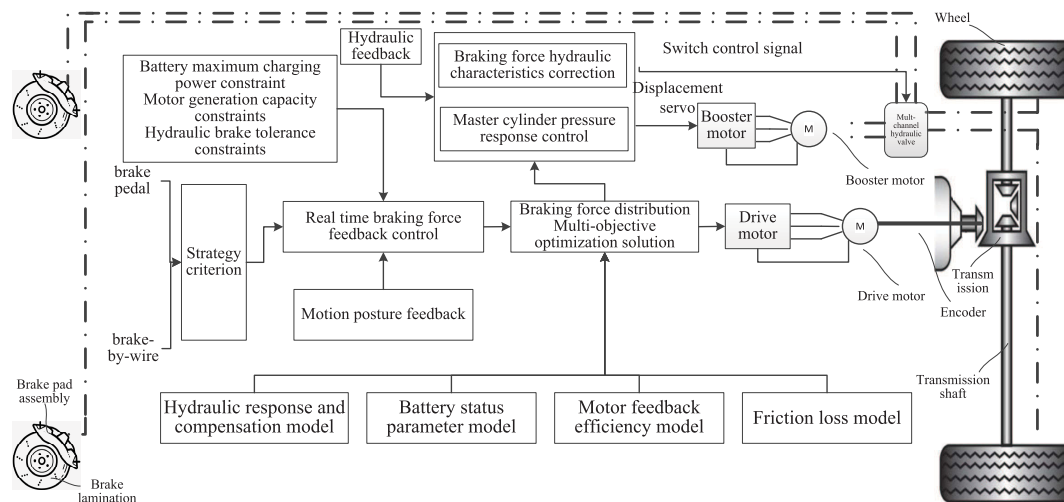 Wheel
Hydraulic
feedback
Switch control signal
Braking force hydraulic
characteristics correction
Battery maximum charging
power constraint
Motor generation capacity
constraints
Hydraulic brake tolerance
constraints
Displacement
servo
Master cylinder pressure
response control
Booster
motor
M
Mult-
channel
hydraulic
valve
Booster motor
brake
pedal
Strategy
criterion
Real time braking force
feedback control
Braking force distribution
Multi-objective
optimization solution
Drive
motor
M
Transm
ission
Drive motor
Encoder
Motion posture feedback
brake-
by-wire
Transmission
shaft
Brake pad
assembly
Hydraulic response and
compensation model
Battery status
parameter model
Motor feedback
efficiency model
Friction loss model
Brake
lamination